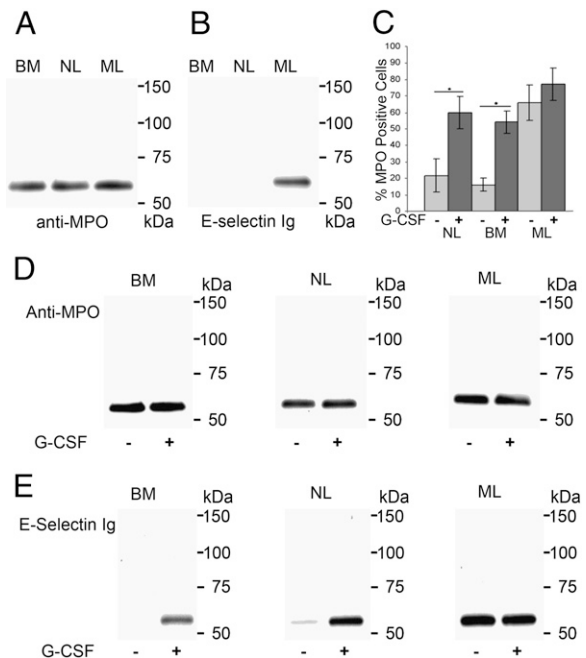 A
BM NL ML
-150
-100
-75
-50
anti-MPO kDa
B
BM NL ML
-150
-100
-75
-50
E-selectin Ig kDa
C
% MPO Positive Cells
100
90
80
70
60
50
40
30
20
10
0
* *
G-CSF - + - + - +
NL BM ML
D
Anti-MPO
BM kDa
-150
-100
-75
- 50
NL kDa
-150
-100
-75
- 50
ML kDa
-150
-100
-75
- 50
G-CSF - + - + - +
E
E-Selectin Ig
BM kDa
-150
-100
-75
- 50
NL kDa
-150
-100
-75
- 50
ML kDa
-150
-100
-75
- 50
G-CSF - + - + - +